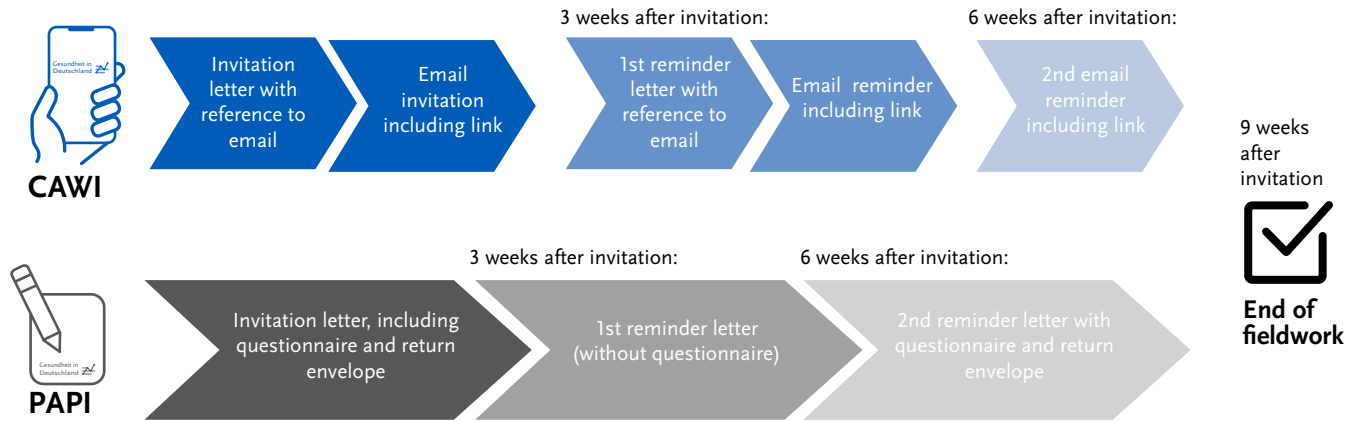 3 weeks after invitation:
6 weeks after invitation:
Gesundheit in
Deutschland
Invitation
letter with
reference to
email
Email
invitation
including link
1st reminder
letter with
reference to
email
Email reminder
including link
2nd email
reminder
including link
CAWI
9 weeks
after
invitation
3 weeks after invitation:
6 weeks after invitation:
Invitation letter, including
questionnaire and return
envelope
1st reminder letter
(without questionnaire)
2nd reminder letter with
questionnaire and return
envelope
Gesundheit in
Deutschland
PAPI
End of
fieldwork